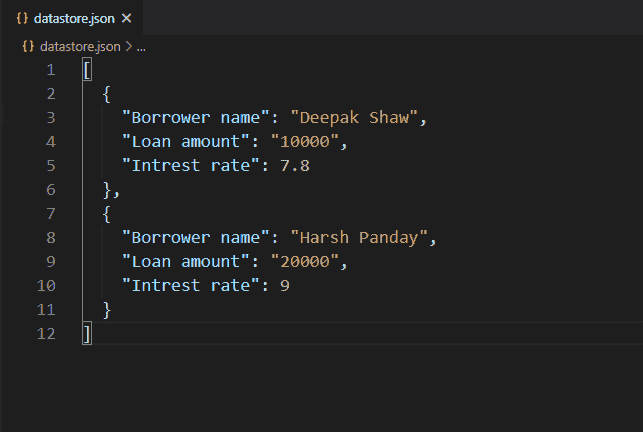 {} datastore.json ×
{} datastore.json > ...
1 [
2 {
3 "Borrower name": "Deepak Shaw",
4 "Loan amount": "10000",
5 "Intrest rate": 7.8
6 },
7 {
8 "Borrower name": "Harsh Panday",
9 "Loan amount": "20000",
10 "Intrest rate": 9
11 }
12 ]